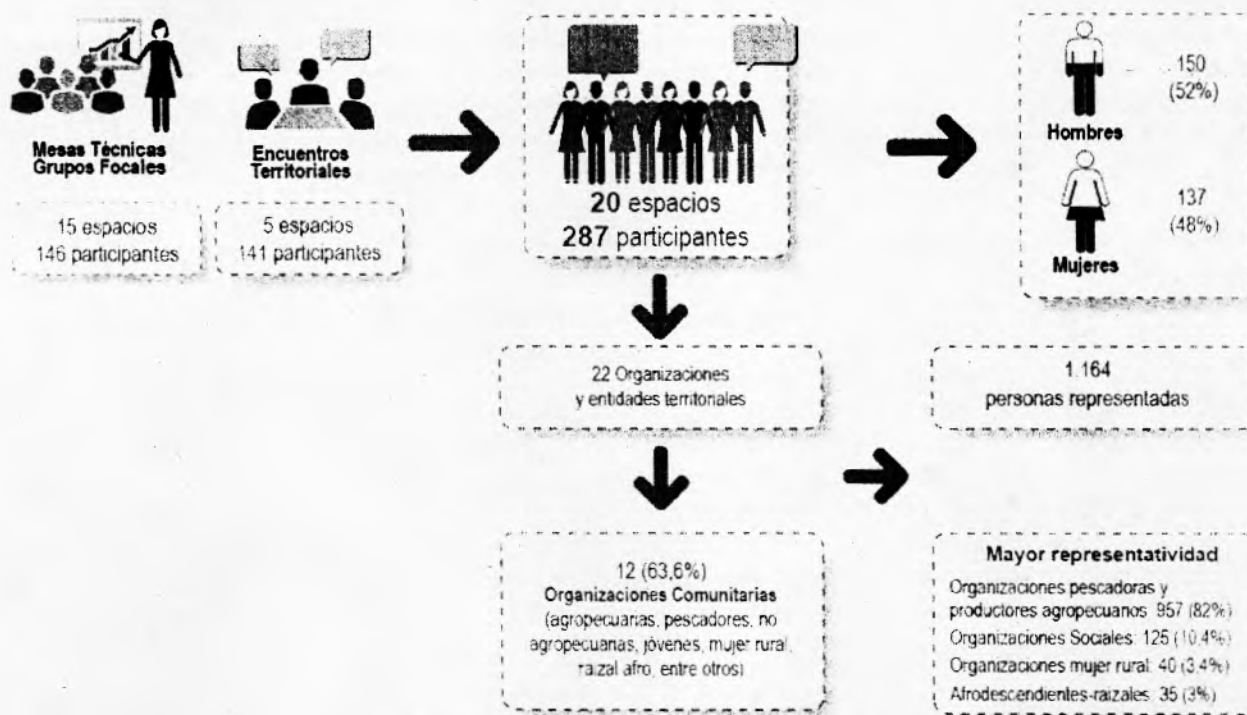 Mesas Técnicas
Grupos Focales
15 espacios
146 participantes
Encuentros
Territoriales
5 espacios
141 participantes
20 espacios
287 participantes
150
(52%)
Hombres
137
(48%)
Mujeres
22 Organizaciones
y entidades territoriales
1.164
personas representadas
12 (63,6%)
Organizaciones Comunitarias
(agropecuarias, pescadores, no
agropecuarias, jóvenes, mujer rural,
raizal afro, entre otros)
Mayor representatividad
Organizaciones pescadoras y
productores agropecuarios: 957 (82%)
Organizaciones Sociales: 125 (10.4%)
Organizaciones mujer rural: 40 (3,4%)
Afrodescendientes-raizales: 35 (3%)